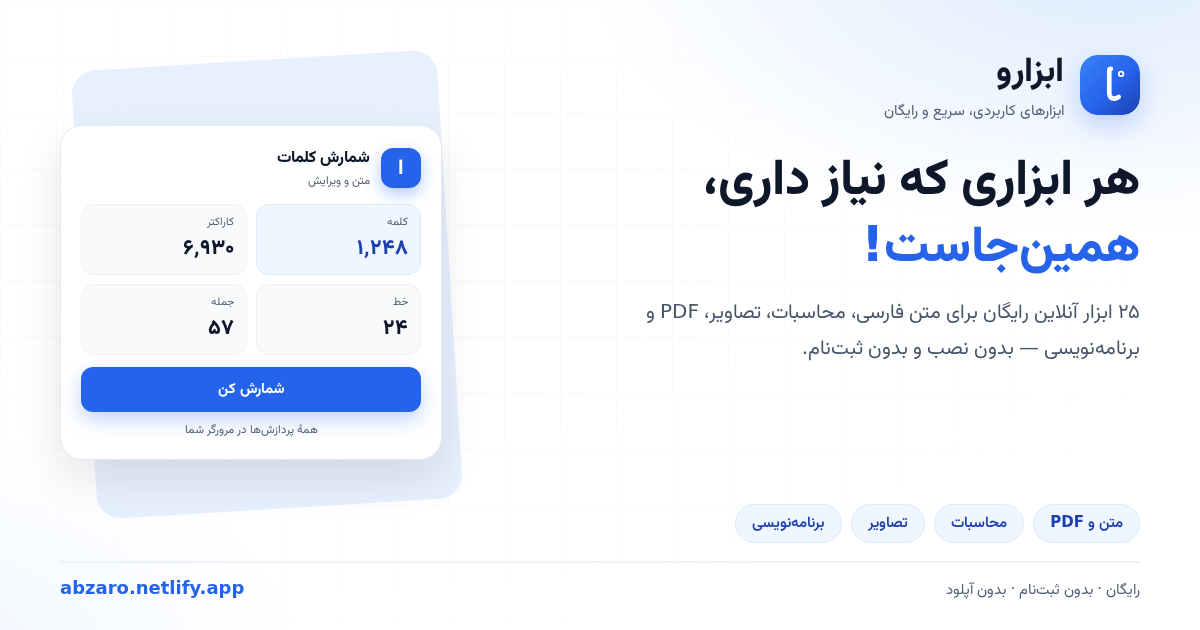 ابزارو
ابزارهای کاربردی، سریع و رایگان
هر ابزاری که نیاز داری،
همین‌جاست!
۲۵ ابزار آنلاین رایگان برای متن فارسی، محاسبات، تصاویر، PDF و
برنامه‌نویسی — بدون نصب و بدون ثبت‌نام.
متن و PDF
محاسبات
تصاویر
برنامه‌نویسی
ا
شمارش کلمات
متن و ویرایش
کلمه
۱,۲۴۸
کاراکتر
۶,۹۳۰
خط
۲۴
جمله
۵۷
شمارش کن
همهٔ پردازش‌ها در مرورگر شما
رایگان · بدون ثبت‌نام · بدون آپلود
abzaro.netlify.app